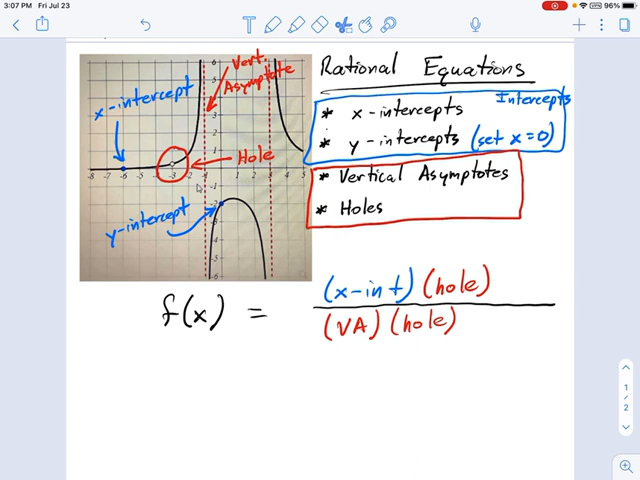 3:07 PM Fri Jul 23
96%
Rational Equations
Intercepts
* x-intercepts
* y-intercepts (set x=0)
* Vertical Asymptotes
* Holes
Vert.
Asymptote
x-intercept
Hole
y-intercept
f(x) = (x-int)(hole)
(VA)(hole)
1
2